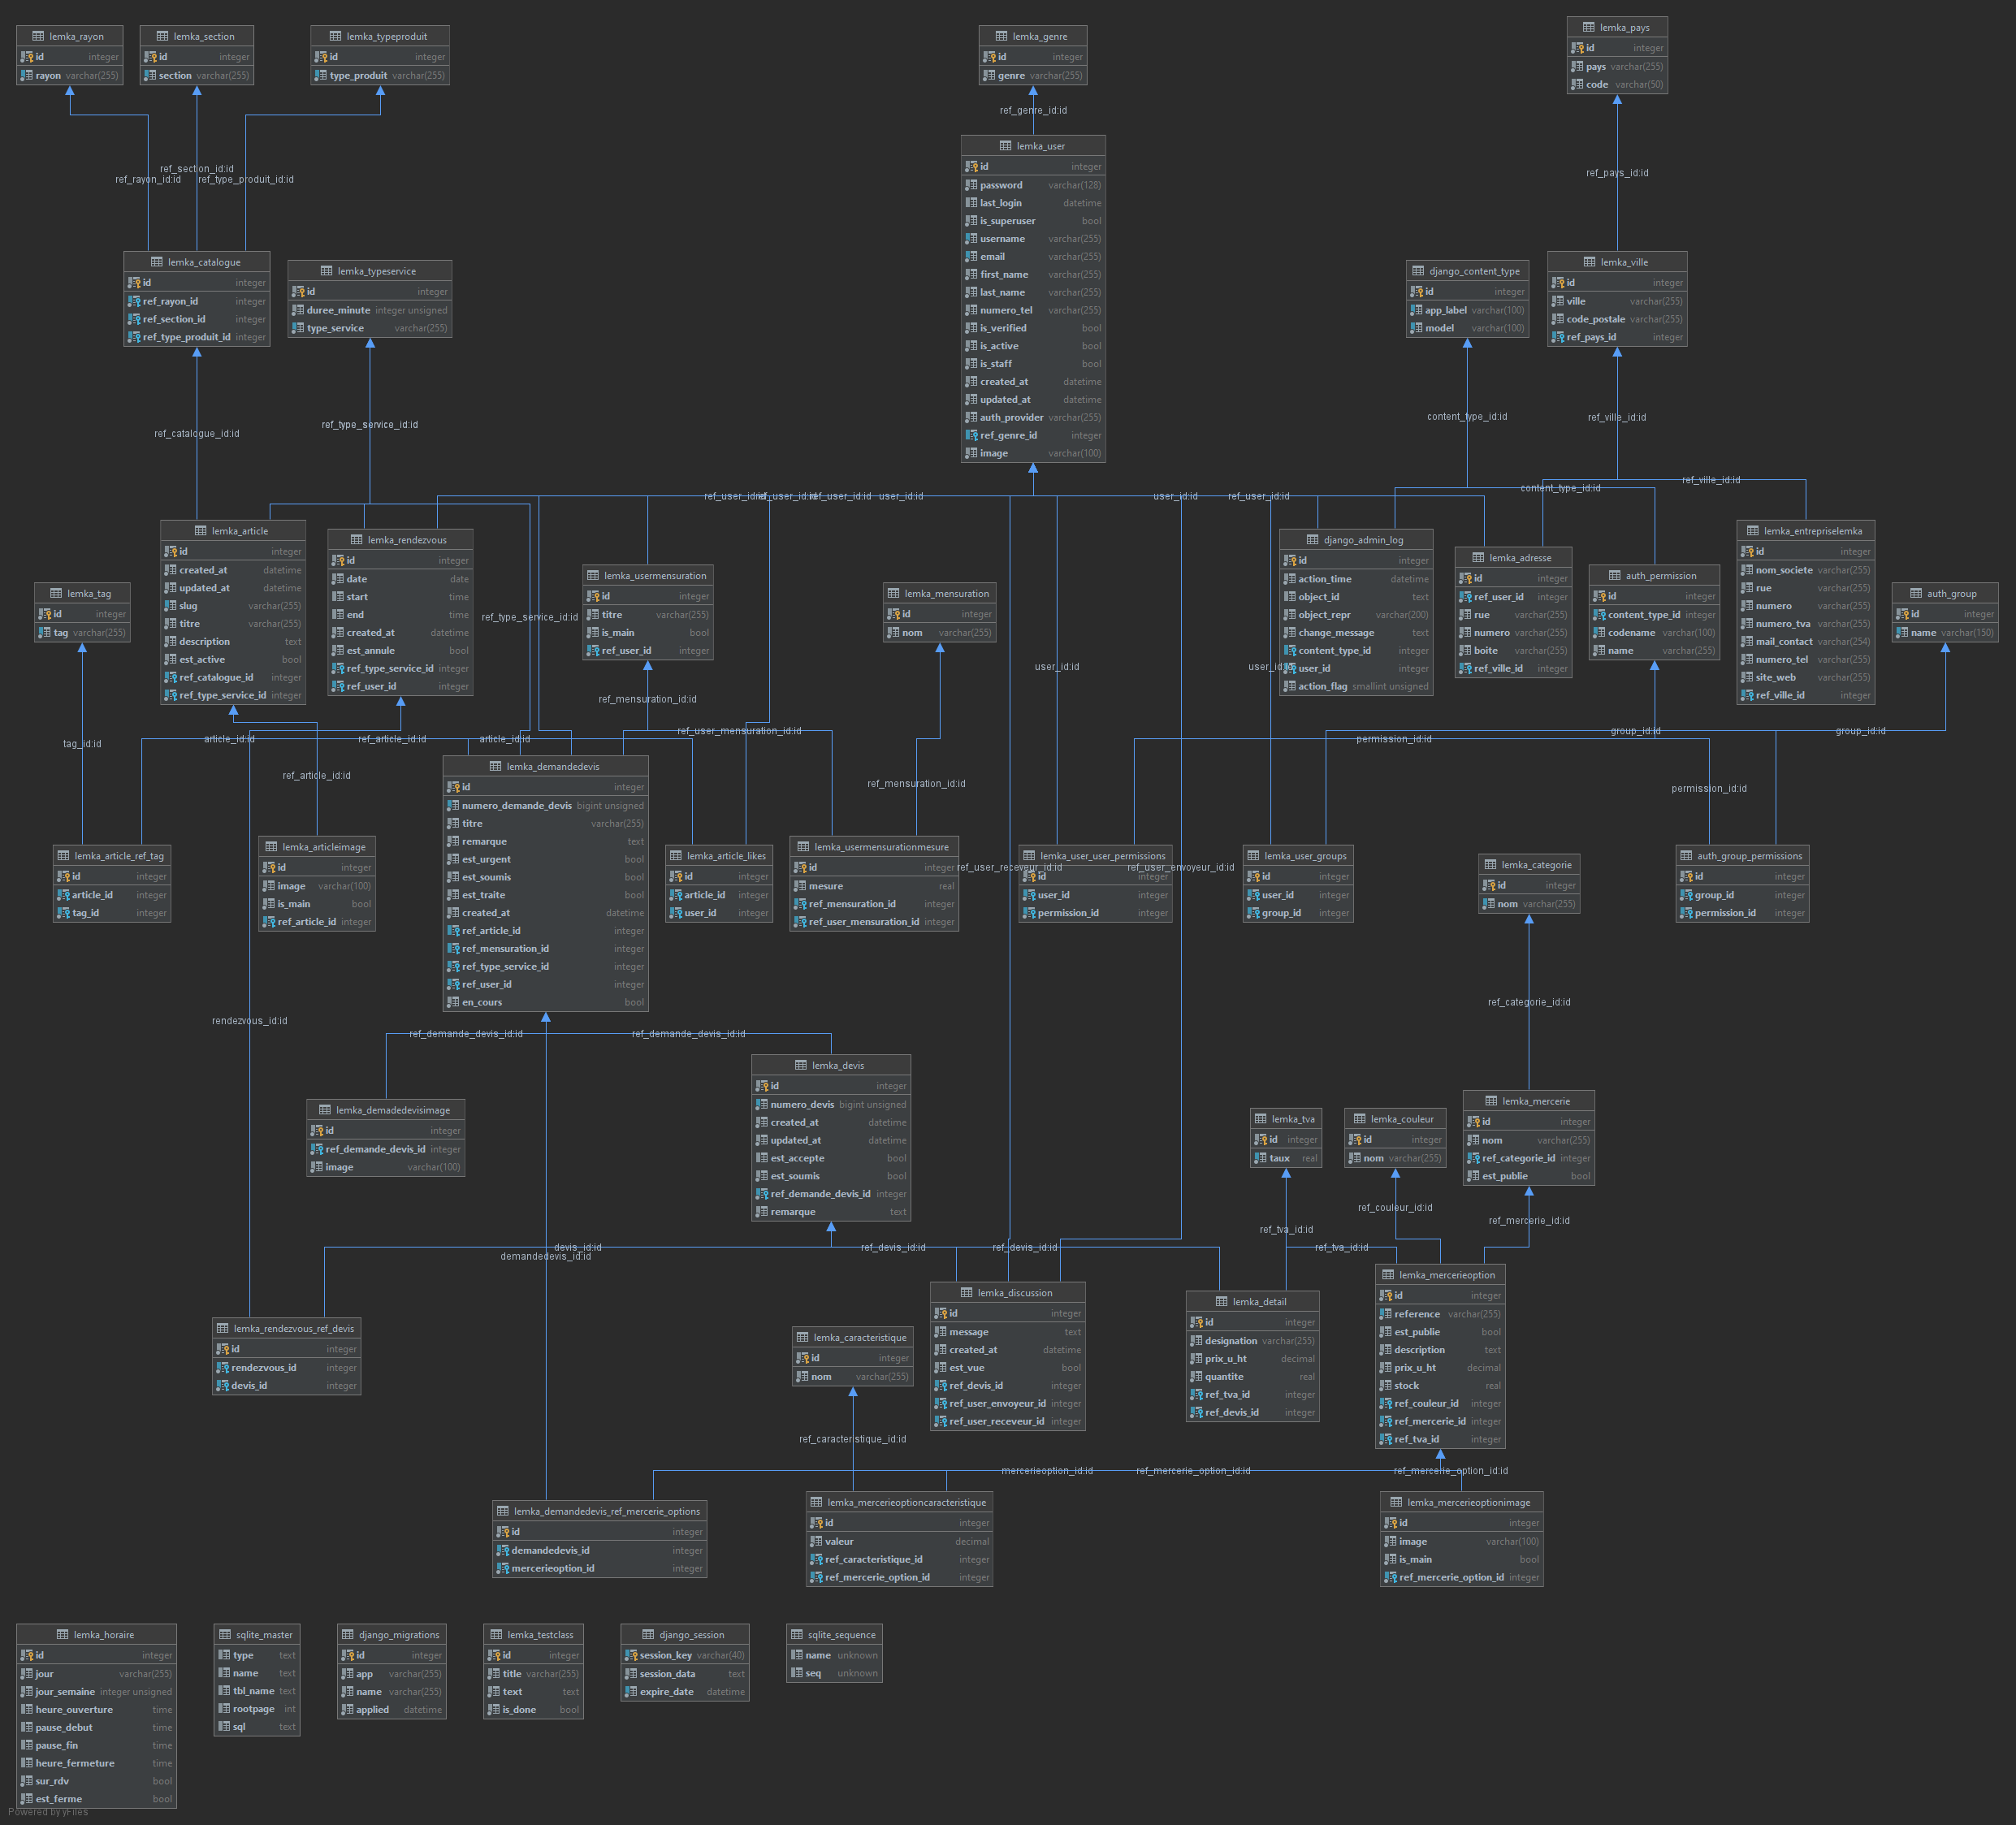 lemka_rayon
id integer
rayon varchar(255)
lemka_section
id integer
section varchar(255)
lemka_typeproduit
id integer
type_produit varchar(255)
lemka_genre
id integer
genre varchar(255)
lemka_pays
id integer
pays varchar(255)
code varchar(50)
ref_genre_id:id
ref_section_id:id
ref_rayon_id:id
ref_type_produit_id:id
ref_pays_id:id
lemka_user
id integer
password varchar(128)
last_login datetime
is_superuser bool
username varchar(255)
email varchar(255)
first_name varchar(255)
last_name varchar(255)
numero_tel varchar(255)
is_verified bool
is_active bool
is_staff bool
created_at datetime
updated_at datetime
auth_provider varchar(255)
ref_genre_id integer
image varchar(100)
lemka_catalogue
id integer
ref_rayon_id integer
ref_section_id integer
ref_type_produit_id integer
lemka_typeservice
id integer
duree_minute integer unsigned
type_service varchar(255)
django_content_type
id integer
app_label varchar(100)
model varchar(100)
lemka_ville
id integer
ville varchar(255)
code_postale varchar(255)
ref_pays_id integer
ref_catalogue_id:id
ref_type_service_id:id
content_type_id:id
ref_ville_id:id
ref_user_id:id
ref_user_id:id
ref_user_id:id
user_id:id
user_id:id
ref_user_id:id
content_type_id:id
ref_ville_id:id
lemka_article
id integer
created_at datetime
updated_at datetime
slug varchar(255)
titre varchar(255)
description text
est_active bool
ref_catalogue_id integer
ref_type_service_id integer
lemka_rendezvous
id integer
date date
start time
end time
created_at datetime
est_annule bool
ref_type_service_id integer
ref_user_id integer
lemka_usermensuration
id integer
titre varchar(255)
is_main bool
ref_user_id integer
lemka_mensuration
id integer
nom varchar(255)
django_admin_log
id integer
action_time datetime
object_id text
object_repr varchar(200)
change_message text
content_type_id integer
user_id integer
action_flag smallint unsigned
lemka_adresse
id integer
ref_user_id integer
rue varchar(255)
numero varchar(255)
boite varchar(255)
ref_ville_id integer
auth_permission
id integer
content_type_id integer
codename varchar(100)
name varchar(255)
lemka_entrepriselemka
id integer
nom_societe varchar(255)
rue varchar(255)
numero varchar(255)
numero_tva varchar(255)
mail_contact varchar(254)
numero_tel varchar(255)
site_web varchar(255)
ref_ville_id integer
auth_group
id integer
name varchar(150)
lemka_tag
id integer
tag varchar(255)
ref_type_service_id:id
user_id:id
user_id:id
ref_mensuration_id:id
ref_user_mensuration_id:id
tag_id:id
article_id:id
ref_article_id:id
article_id:id
permission_id:id
group_id:id
group_id:id
ref_article_id:id
ref_mensuration_id:id
permission_id:id
lemka_demandedevis
id integer
numero_demande_devis bigint unsigned
titre varchar(255)
remarque text
est_urgent bool
est_soumis bool
est_traite bool
created_at datetime
ref_article_id integer
ref_mensuration_id integer
ref_type_service_id integer
ref_user_id integer
en_cours bool
lemka_article_ref_tag
id integer
article_id integer
tag_id integer
lemka_articleimage
id integer
image varchar(100)
is_main bool
ref_article_id integer
lemka_article_likes
id integer
article_id integer
user_id integer
lemka_usermensurationmesure
id integer
mesure real
ref_mensuration_id integer
ref_user_mensuration_id integer
ref_user_receveur_id:id
ref_user_envoyeur_id:id
lemka_user_user_permissions
id integer
user_id integer
permission_id integer
lemka_user_groups
id integer
user_id integer
group_id integer
lemka_categorie
id integer
nom varchar(255)
auth_group_permissions
id integer
group_id integer
permission_id integer
rendezvous_id:id
ref_demande_devis_id:id
ref_demande_devis_id:id
ref_categorie_id:id
lemka_devis
id integer
numero_devis bigint unsigned
created_at datetime
updated_at datetime
est_accepte bool
est_soumis bool
ref_demande_devis_id integer
remarque text
lemka_demadedevisimage
id integer
ref_demande_devis_id integer
image varchar(100)
lemka_tva
id integer
taux real
lemka_couleur
id integer
nom varchar(255)
lemka_mercerie
id integer
nom varchar(255)
ref_categorie_id integer
est_publie bool
ref_couleur_id:id
ref_mercerie_id:id
ref_tva_id:id
ref_tva_id:id
devis_id:id
demandedevis_id:id
ref_devis_id:id
ref_devis_id:id
lemka_rendezvous_ref_devis
id integer
rendezvous_id integer
devis_id integer
lemka_caracteristique
id integer
nom varchar(255)
lemka_discussion
id integer
message text
created_at datetime
est_vue bool
ref_devis_id integer
ref_user_envoyeur_id integer
ref_user_receveur_id integer
lemka_detail
id integer
designation varchar(255)
prix_u_ht decimal
quantite real
ref_tva_id integer
ref_devis_id integer
lemka_mercerieoption
id integer
reference varchar(255)
est_publie bool
description text
prix_u_ht decimal
stock real
ref_couleur_id integer
ref_mercerie_id integer
ref_tva_id integer
ref_caracteristique_id:id
mercerieoption_id:id
ref_mercerie_option_id:id
ref_mercerie_option_id:id
lemka_demandedevis_ref_mercerie_options
id integer
demandedevis_id integer
mercerieoption_id integer
lemka_mercerieoptioncaracteristique
id integer
valeur decimal
ref_caracteristique_id integer
ref_mercerie_option_id integer
lemka_mercerieoptionimage
id integer
image varchar(100)
is_main bool
ref_mercerie_option_id integer
lemka_horaire
id integer
jour varchar(255)
jour_semaine integer unsigned
heure_ouverture time
pause_debut time
pause_fin time
heure_fermeture time
sur_rdv bool
est_ferme bool
sqlite_master
type text
name text
tbl_name text
rootpage int
sql text
django_migrations
id integer
app varchar(255)
name varchar(255)
applied datetime
lemka_testclass
id integer
title varchar(255)
text text
is_done bool
django_session
session_key varchar(40)
session_data text
expire_date datetime
sqlite_sequence
name unknown
seq unknown
Powered by yFiles